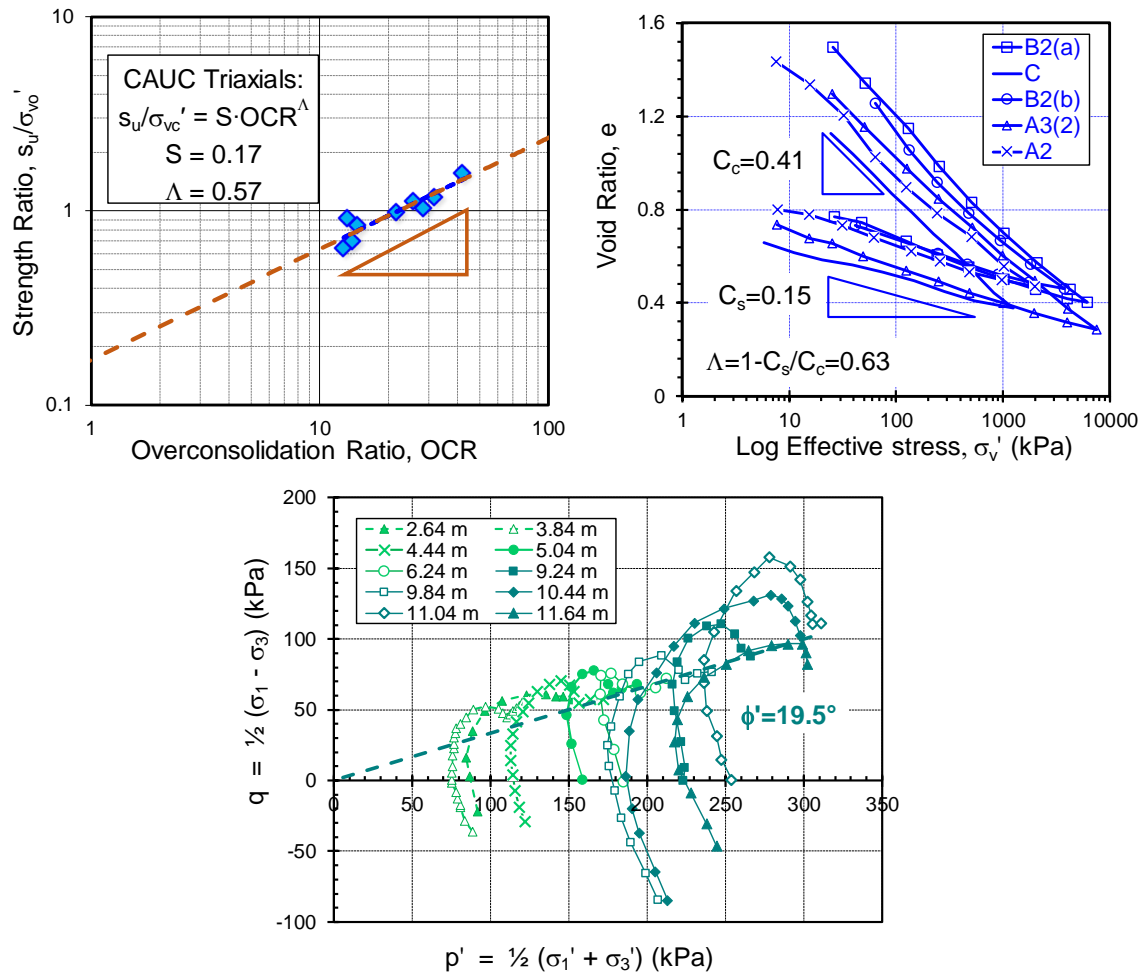 10
1
0.1
1
10
100
Strength Ratio, su/σvo'
Overconsolidation Ratio, OCR
CAUC Triaxials:
su/σvc' = S·OCR^Λ
S = 0.17
Λ = 0.57
1.6
1.2
0.8
0.4
0
1
10
100
1000
10000
Void Ratio, e
Log Effective stress, σv' (kPa)
B2(a)
C
B2(b)
A3(2)
A2
Cc=0.41
Cs=0.15
Λ=1-Cs/Cc=0.63
200
150
100
50
0
-50
-100
0
50
100
150
200
250
300
350
q = ½ (σ1 - σ3) (kPa)
p' = ½ (σ1' + σ3') (kPa)
2.64 m 3.84 m
4.44 m 5.04 m
6.24 m 9.24 m
9.84 m 10.44 m
11.04 m 11.64 m
ϕ'=19.5°